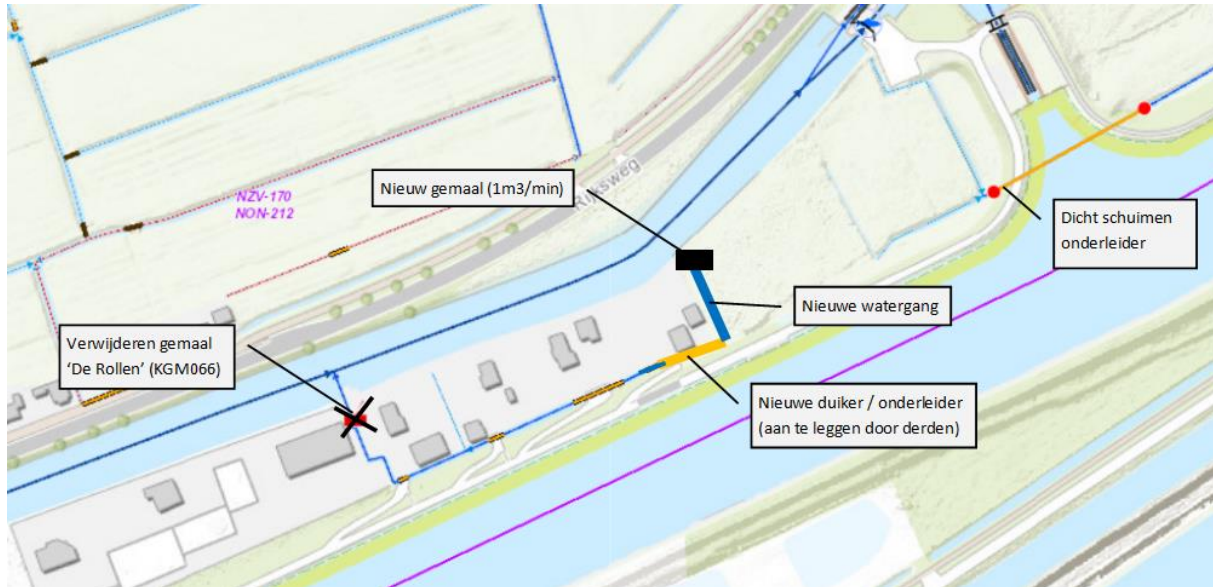 Nieuw gemaal (1m3/min)
Rijksweg
NZV-170
NON-212
Dicht schuimen
onderleider
Nieuwe watergang
Verwijderen gemaal
‘De Rollen’ (KGM066)
Nieuwe duiker / onderleider
(aan te leggen door derden)